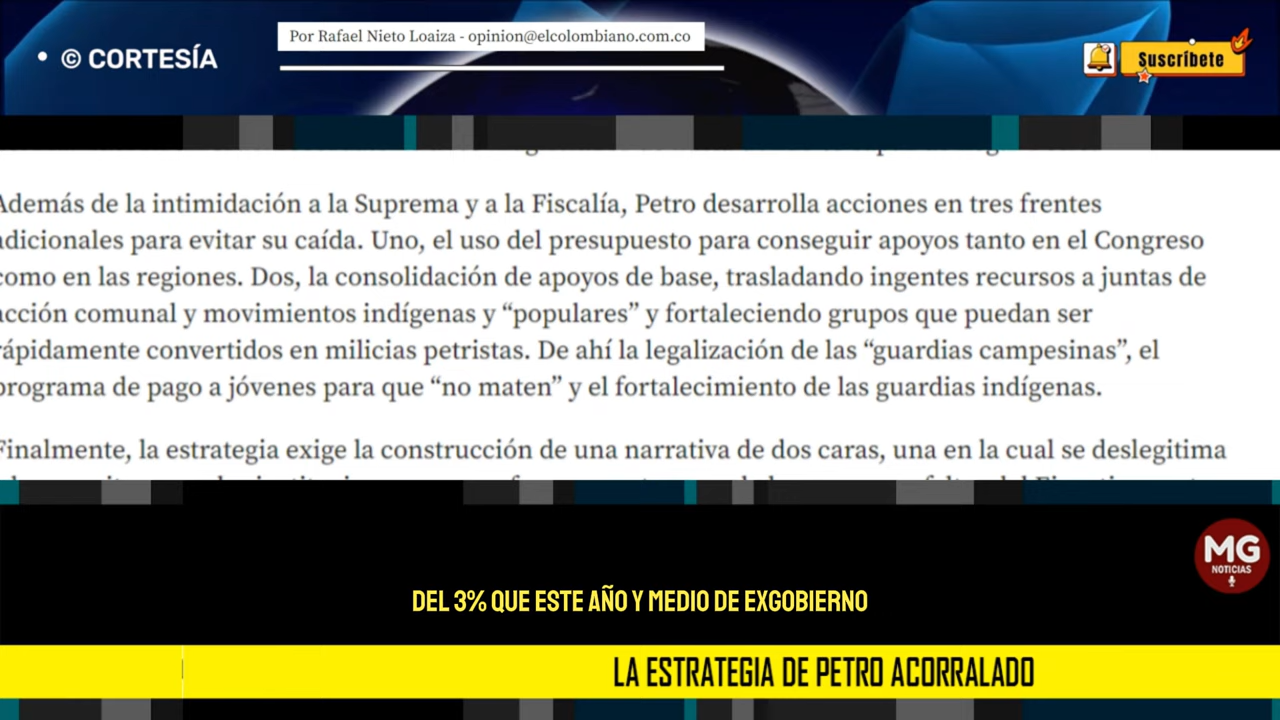 • © CORTESÍA
Por Rafael Nieto Loaiza - opinion@elcolombiano.com.co
Suscríbete
Además de la intimidación a la Suprema y a la Fiscalía, Petro desarrolla acciones en tres frentes
adicionales para evitar su caída. Uno, el uso del presupuesto para conseguir apoyos tanto en el Congreso
como en las regiones. Dos, la consolidación de apoyos de base, trasladando ingentes recursos a juntas de
acción comunal y movimientos indígenas y “populares” y fortaleciendo grupos que puedan ser
rápidamente convertidos en milicias petristas. De ahí la legalización de las “guardias campesinas”, el
programa de pago a jóvenes para que “no maten” y el fortalecimiento de las guardias indígenas.
Finalmente, la estrategia exige la construcción de una narrativa de dos caras, una en la cual se deslegitima
MG
NOTICIAS
DEL 3% QUE ESTE AÑO Y MEDIO DE EXGOBIERNO
LA ESTRATEGIA DE PETRO ACORRALADO